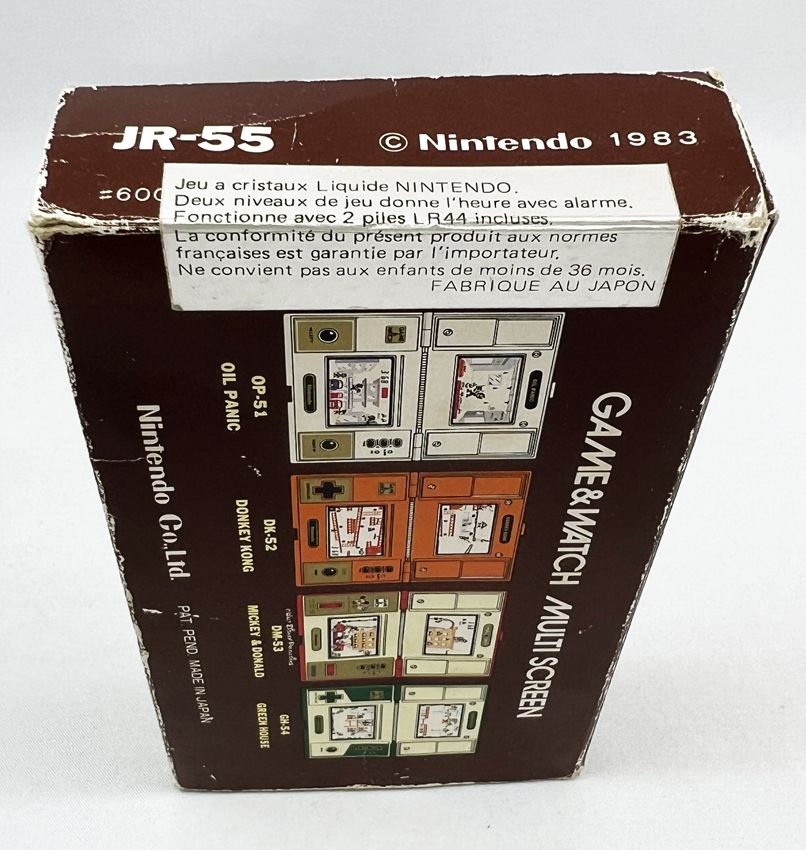 JR-55 © Nintendo 1983
=600
Jeu a cristaux Liquide NINTENDO.
Deux niveaux de jeu donne l'heure avec alarme.
Fonctionne avec 2 piles LR44 incluses.
La conformité du présent produit aux normes
françaises est garantie par l'importateur.
Ne convient pas aux enfants de moins de 36 mois.
FABRIQUE AU JAPON
GAME&WATCH MULTI SCREEN
OP-51
OIL PANIC
DK-52
DONKEY KONG
DM-53
MICKEY & DONALD
GH-54
GREEN HOUSE
Nintendo Co.,Ltd.
PAT. PEND. MADE IN JAPAN